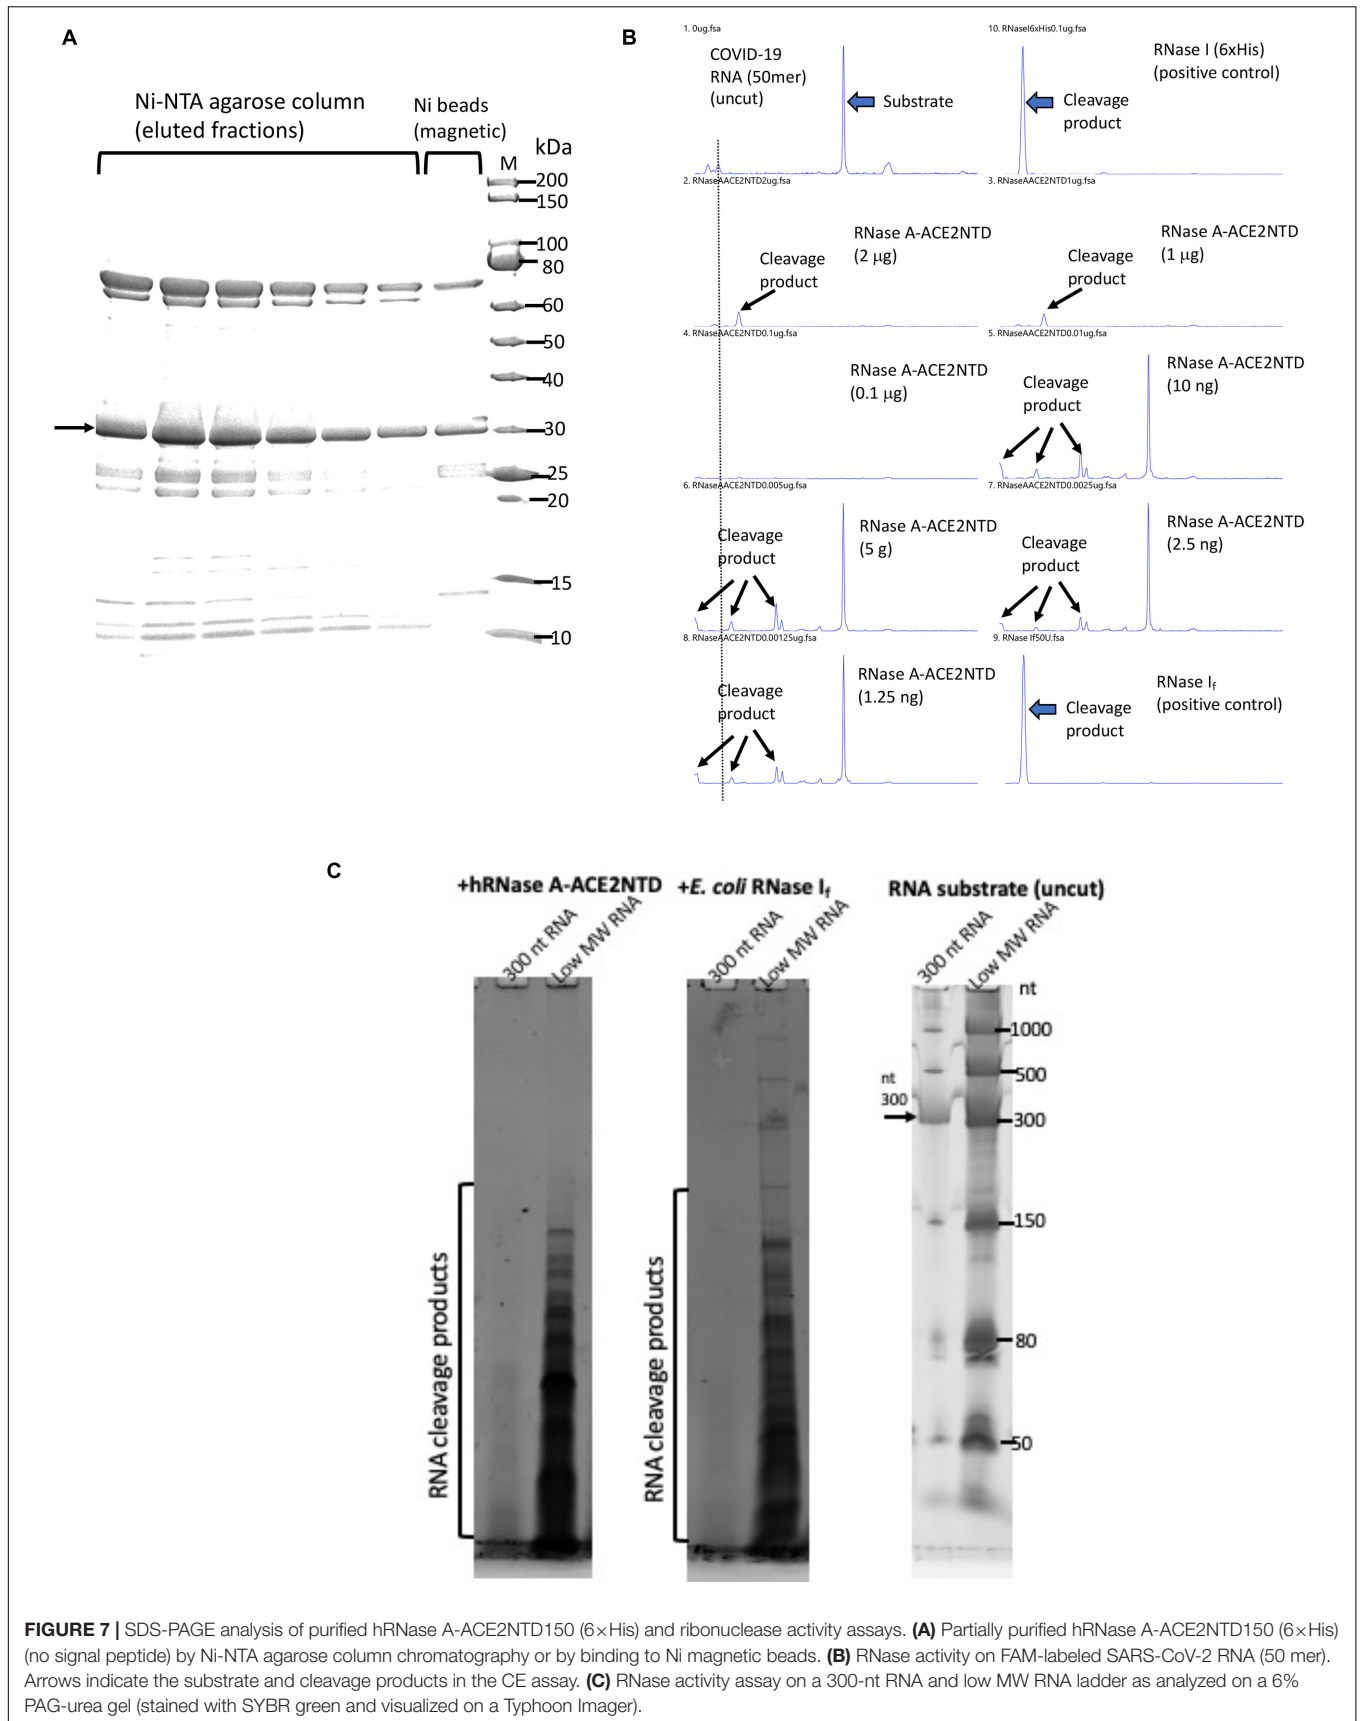 A
Ni-NTA agarose column
(eluted fractions)
Ni beads
(magnetic)
kDa
M
200
150
100
80
60
50
40
30
25
20
15
10
B
1. 0ug.fsa
COVID-19
RNA (50mer)
(uncut)
Substrate
10. RNaseI6xHis0.1ug.fsa
RNase I (6xHis)
(positive control)
Cleavage
product
2. RNaseAACE2NTD2ug.fsa
RNase A-ACE2NTD
(2 µg)
Cleavage
product
3. RNaseAACE2NTD1ug.fsa
RNase A-ACE2NTD
(1 µg)
Cleavage
product
4. RNaseAACE2NTD0.1ug.fsa
RNase A-ACE2NTD
(0.1 µg)
5. RNaseAACE2NTD0.01ug.fsa
RNase A-ACE2NTD
(10 ng)
Cleavage
product
6. RNaseAACE2NTD0.005ug.fsa
RNase A-ACE2NTD
(5 g)
Cleavage
product
7. RNaseAACE2NTD0.0025ug.fsa
RNase A-ACE2NTD
(2.5 ng)
Cleavage
product
8. RNaseAACE2NTD0.00125ug.fsa
RNase A-ACE2NTD
(1.25 ng)
Cleavage
product
9. RNase If50U.fsa
RNase If
(positive control)
Cleavage
product
C
+hRNase A-ACE2NTD
300 nt RNA
Low MW RNA
RNA cleavage products
+E. coli RNase If
300 nt RNA
Low MW RNA
RNA cleavage products
RNA substrate (uncut)
300 nt RNA
Low MW RNA
nt
1000
500
nt
300
300
150
80
50
FIGURE 7 | SDS-PAGE analysis of purified hRNase A-ACE2NTD150 (6×His) and ribonuclease activity assays. (A) Partially purified hRNase A-ACE2NTD150 (6×His)
(no signal peptide) by Ni-NTA agarose column chromatography or by binding to Ni magnetic beads. (B) RNase activity on FAM-labeled SARS-CoV-2 RNA (50 mer).
Arrows indicate the substrate and cleavage products in the CE assay. (C) RNase activity assay on a 300-nt RNA and low MW RNA ladder as analyzed on a 6%
PAG-urea gel (stained with SYBR green and visualized on a Typhoon Imager).